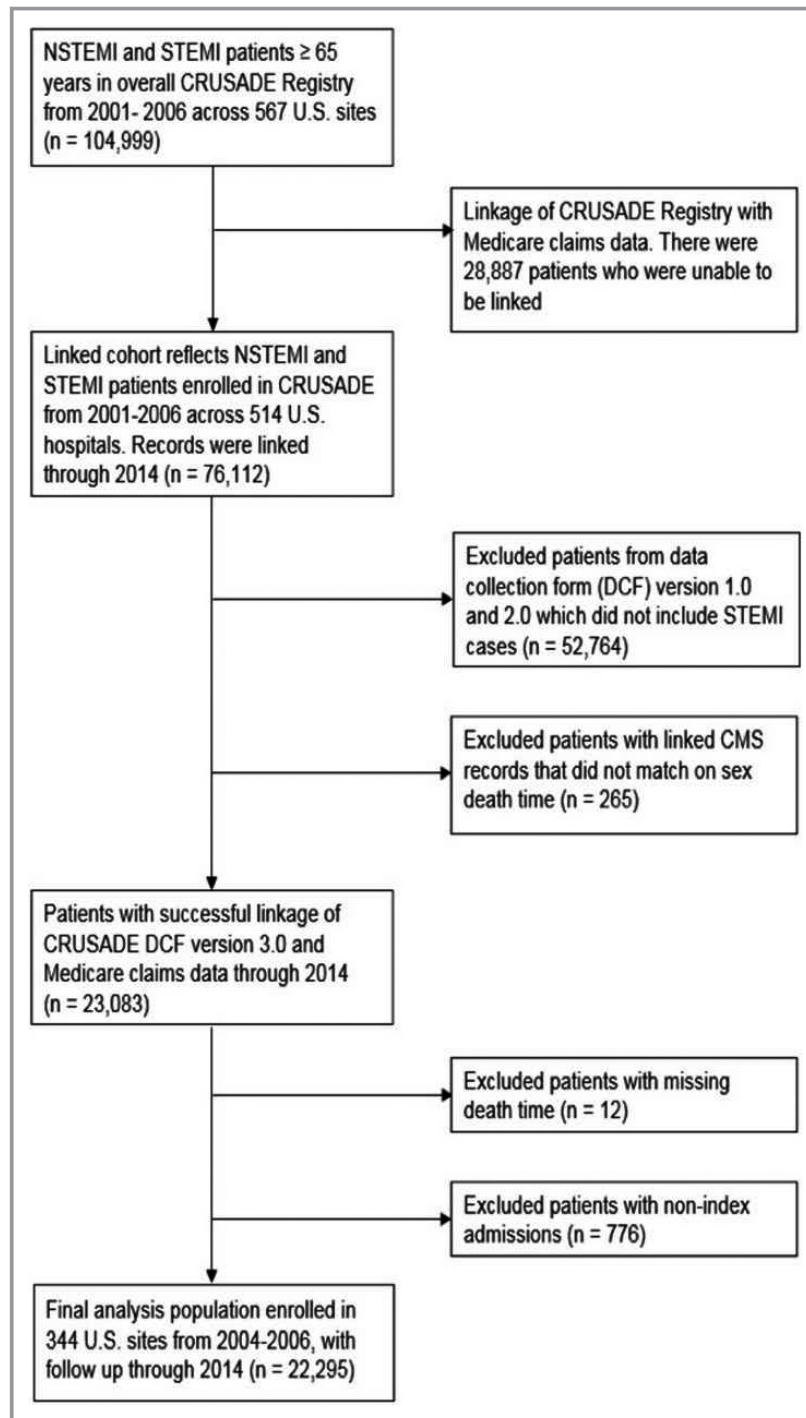 NSTEMI and STEMI patients ≥ 65
years in overall CRUSADE Registry
from 2001- 2006 across 567 U.S. sites
(n = 104,999)
Linkage of CRUSADE Registry with
Medicare claims data. There were
28,887 patients who were unable to
be linked
Linked cohort reflects NSTEMI and
STEMI patients enrolled in CRUSADE
from 2001-2006 across 514 U.S.
hospitals. Records were linked
through 2014 (n = 76,112)
Excluded patients from data
collection form (DCF) version 1.0
and 2.0 which did not include STEMI
cases (n = 52,764)
Excluded patients with linked CMS
records that did not match on sex
death time (n = 265)
Patients with successful linkage of
CRUSADE DCF version 3.0 and
Medicare claims data through 2014
(n = 23,083)
Excluded patients with missing
death time (n = 12)
Excluded patients with non-index
admissions (n = 776)
Final analysis population enrolled in
344 U.S. sites from 2004-2006, with
follow up through 2014 (n = 22,295)